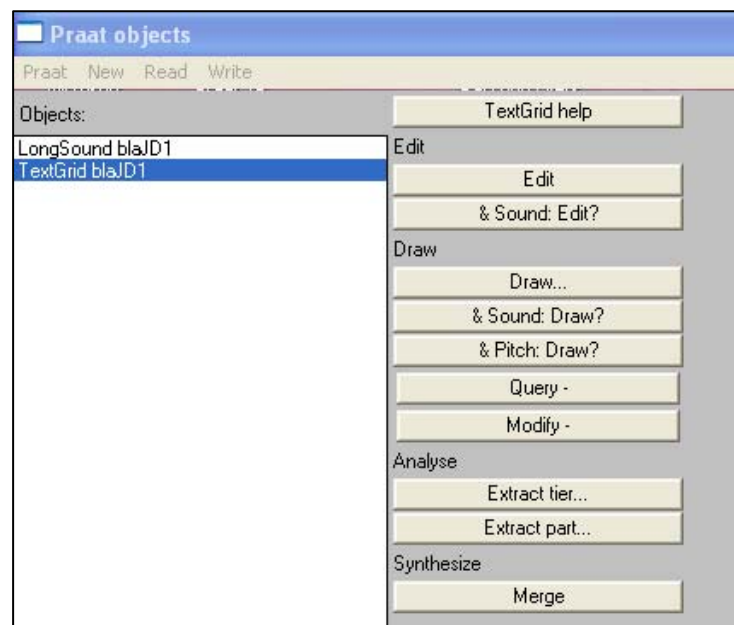 Praat objects
Praat New Read Write
Objects:
LongSound blaJD1
TextGrid blaJD1
TextGrid help
Edit
Edit
& Sound: Edit?
Draw
Draw...
& Sound: Draw?
& Pitch: Draw?
Query -
Modify -
Analyse
Extract tier...
Extract part...
Synthesize
Merge